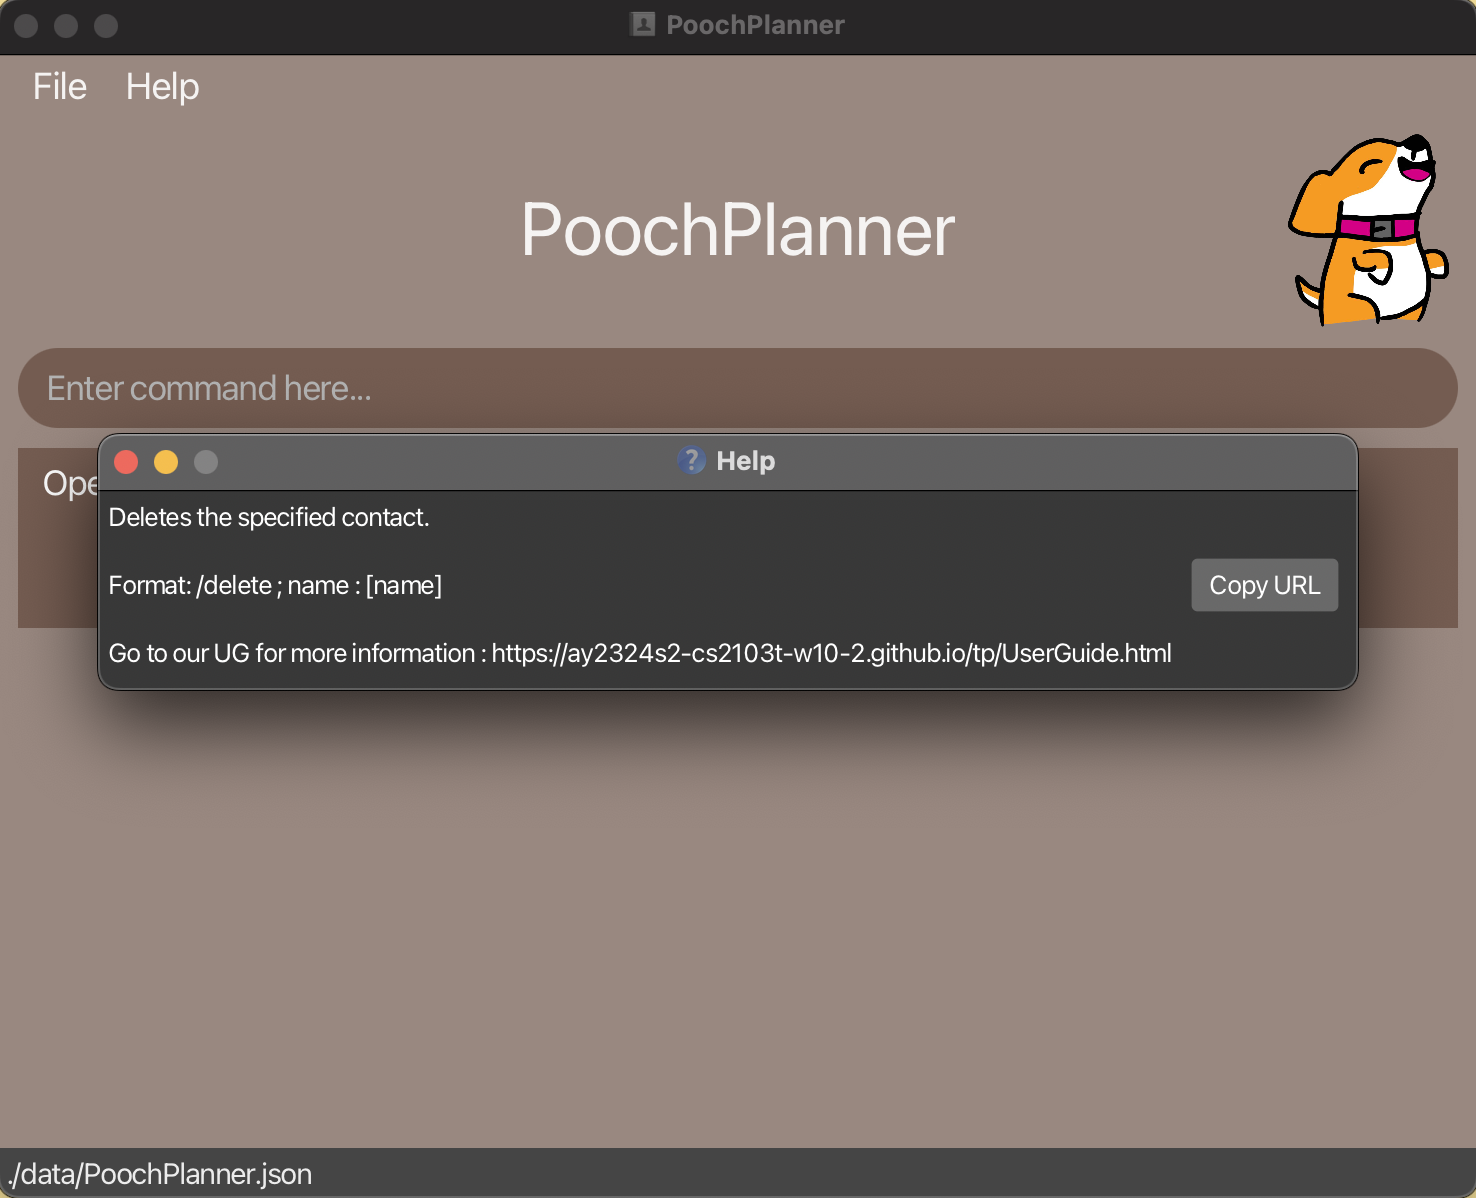 PoochPlanner
File Help
PoochPlanner
Enter command here...
Help
Deletes the specified contact.
Format: /delete ; name : [name]
Copy URL
Go to our UG for more information : https://ay2324s2-cs2103t-w10-2.github.io/tp/UserGuide.html
./data/PoochPlanner.json